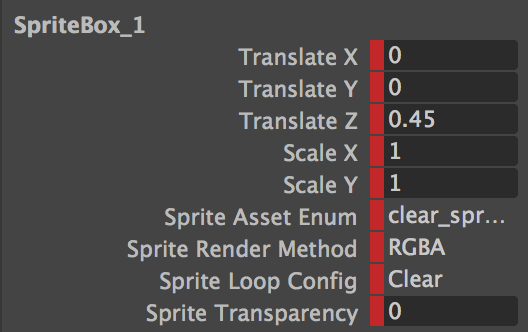 SpriteBox_1
Translate X 0
Translate Y 0
Translate Z 0.45
Scale X 1
Scale Y 1
Sprite Asset Enum clear_spr...
Sprite Render Method RGBA
Sprite Loop Config Clear
Sprite Transparency 0